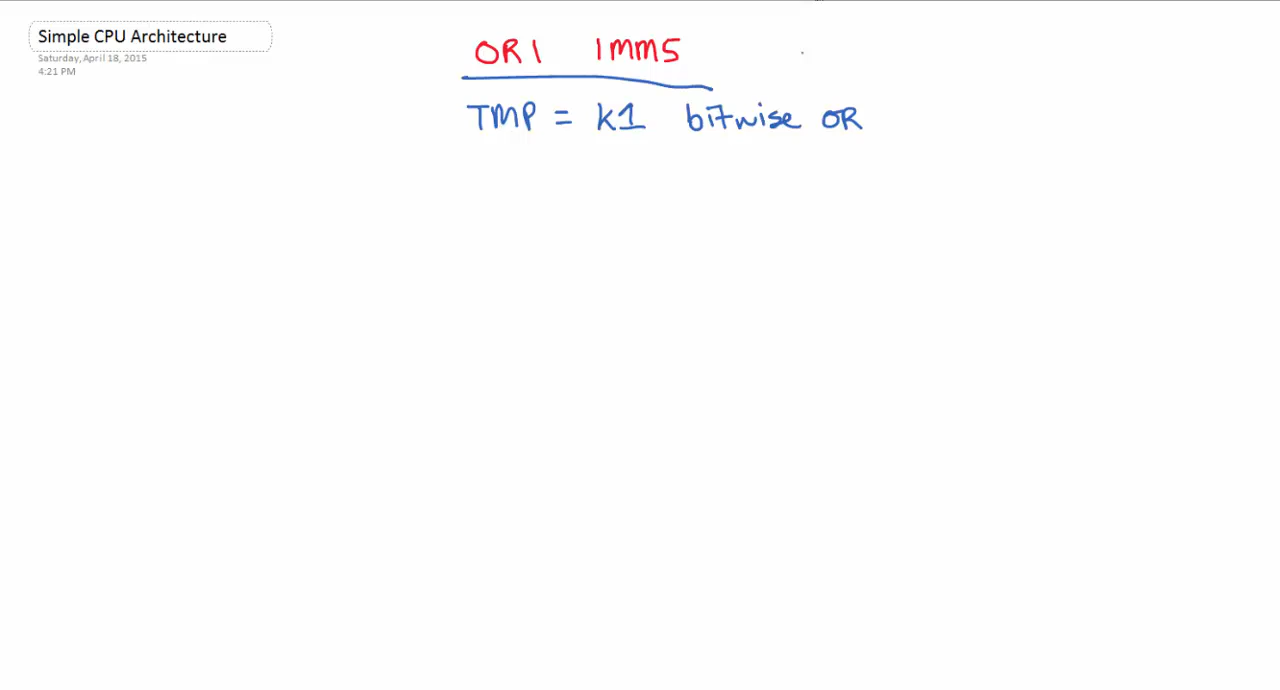 Simple CPU Architecture
Saturday, April 18, 2015
4:21 PM
ORI IMM5
TMP = K1 bitwise OR